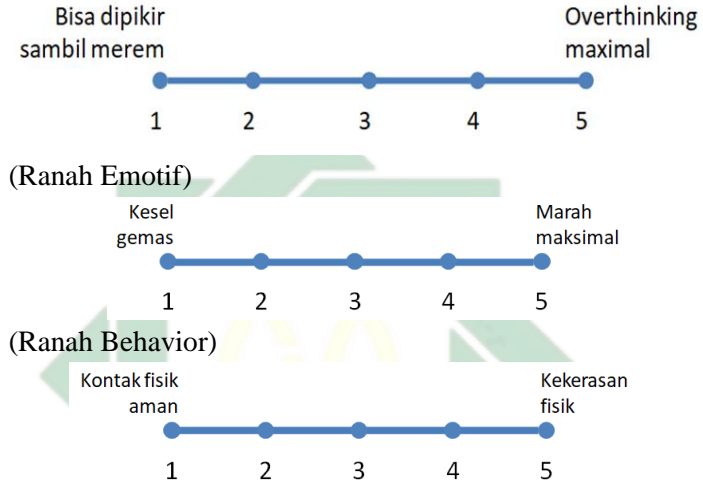 Bisa dipikir Overthinking
sambil merem maximal
1 2 3 4 5
(Ranah Emotif)
Kesel Marah
gemas maksimal
1 2 3 4 5
(Ranah Behavior)
Kontak fisik Kekerasan
aman fisik
1 2 3 4 5